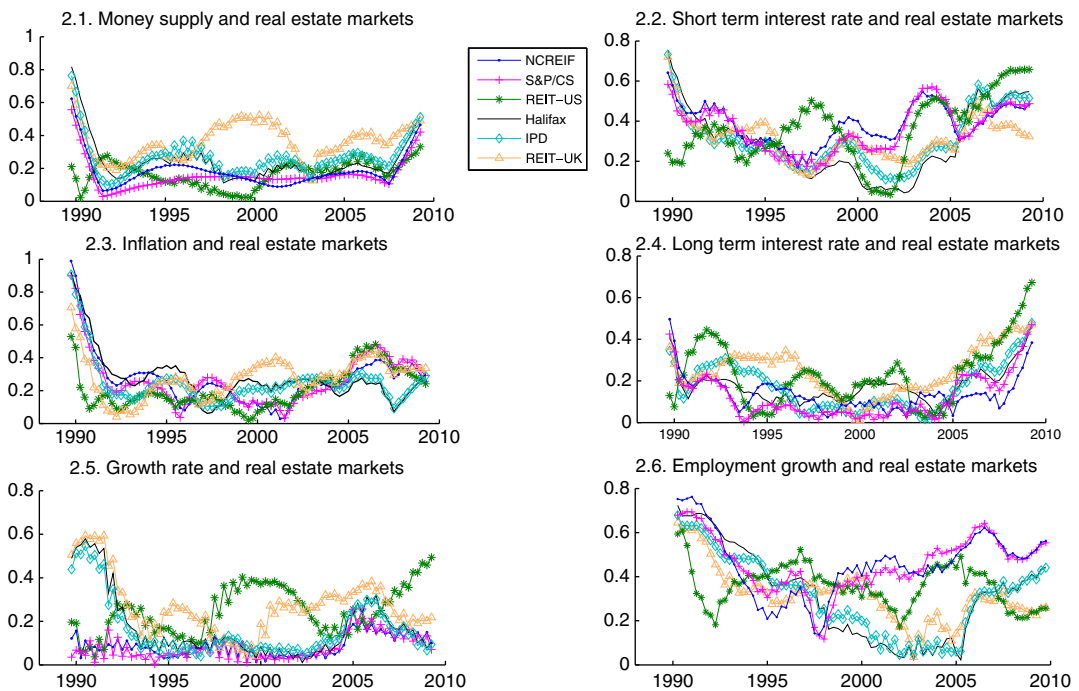 2.1. Money supply and real estate markets
1
0.8
0.6
0.4
0.2
0
1990 1995 2000 2005 2010
NCREIF
S&P/CS
REIT−US
Halifax
IPD
REIT−UK
2.2. Short term interest rate and real estate markets
0.8
0.6
0.4
0.2
0
1990 1995 2000 2005 2010
2.3. Inflation and real estate markets
1
0.8
0.6
0.4
0.2
0
1990 1995 2000 2005 2010
2.4. Long term interest rate and real estate markets
0.8
0.6
0.4
0.2
0
1990 1995 2000 2005 2010
2.5. Growth rate and real estate markets
0.8
0.6
0.4
0.2
0
1990 1995 2000 2005 2010
2.6. Employment growth and real estate markets
0.8
0.6
0.4
0.2
0
1990 1995 2000 2005 2010